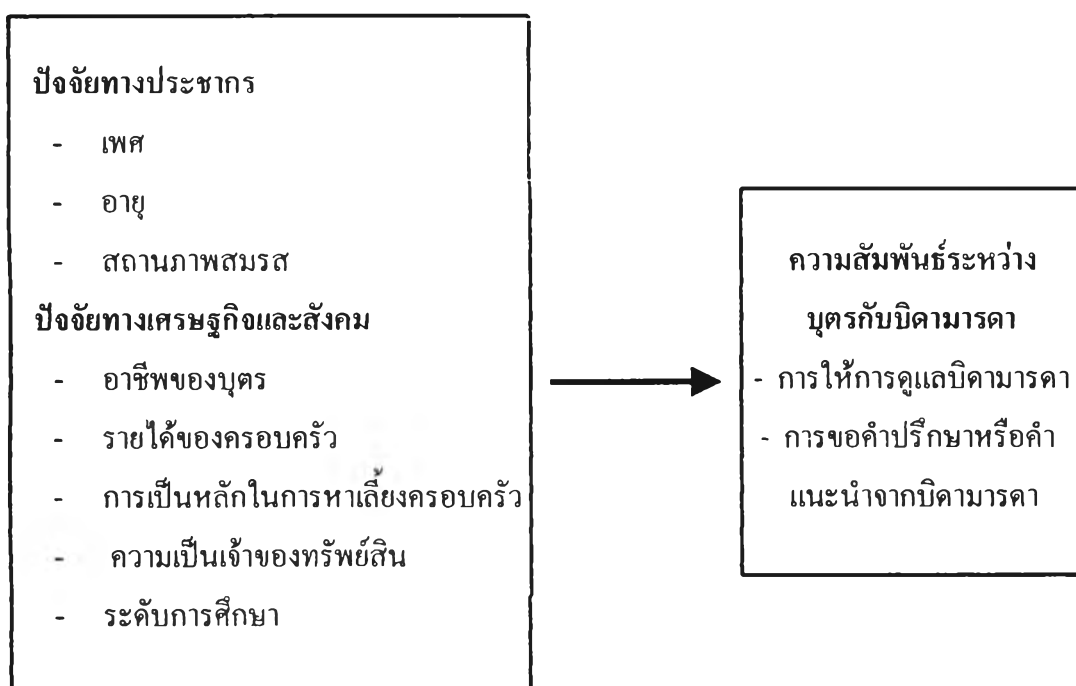 ปัจจัยทางประชากร
- เพศ
- อายุ
- สถานภาพสมรส
ปัจจัยทางเศรษฐกิจและสังคม
- อาชีพของบุตร
- รายได้ของครอบครัว
- การเป็นหลักในการหาเลี้ยงครอบครัว
- ความเป็นเจ้าของทรัพย์สิน
- ระดับการศึกษา
ความสัมพันธ์ระหว่าง
บุตรกับบิดามารดา
- การให้การดูแลบิดามารดา
- การขอคำปรึกษาหรือคำ
แนะนำจากบิดามารดา